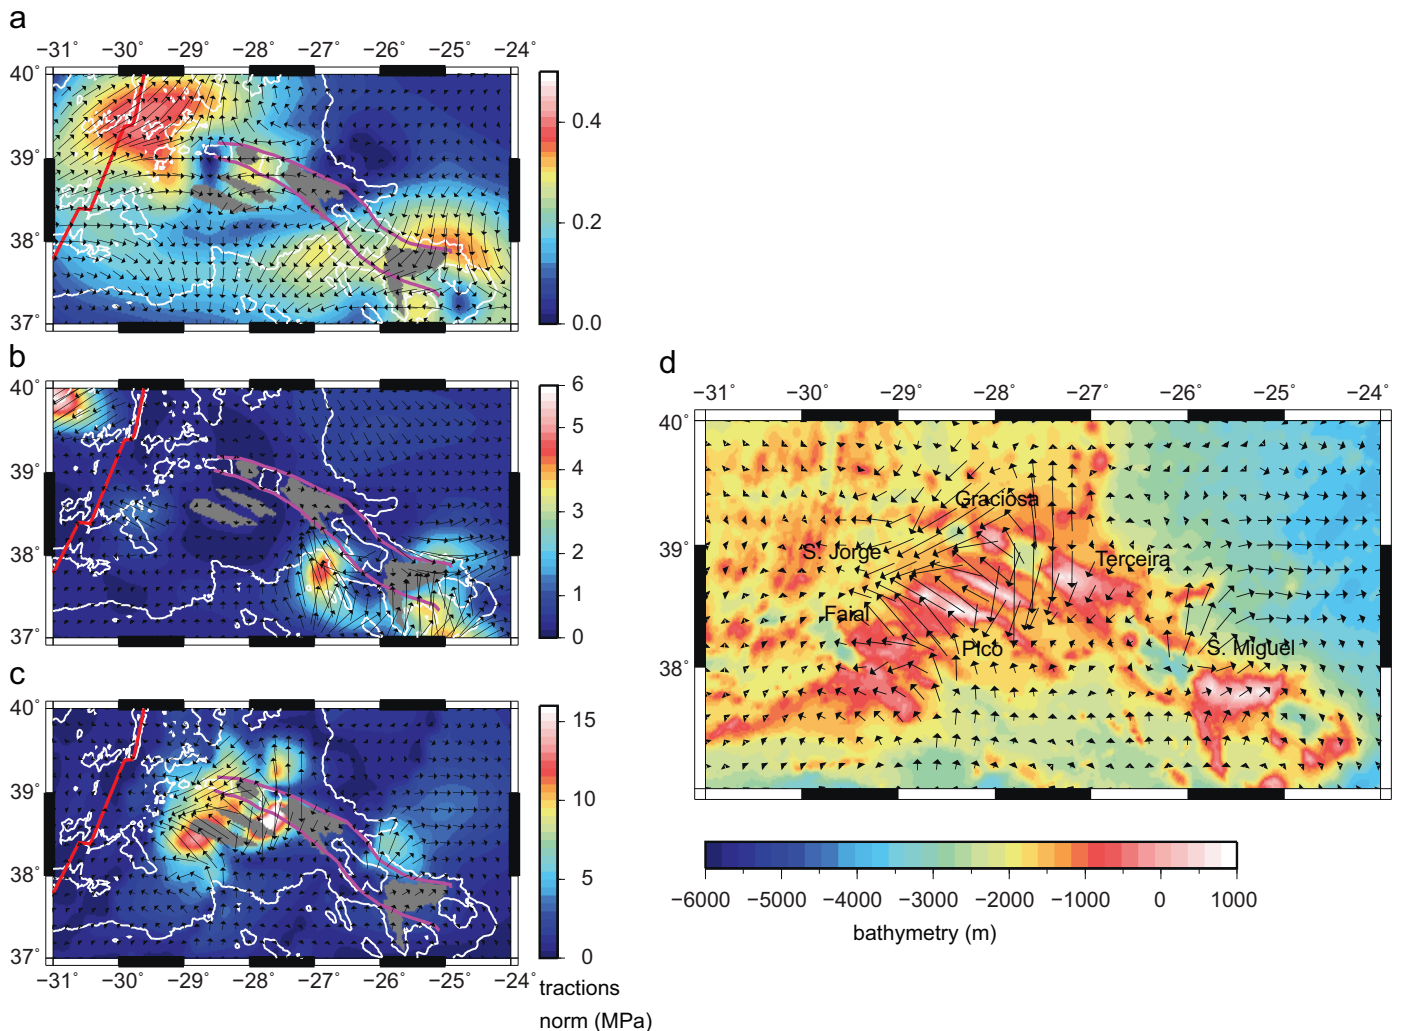 a
−31° −30° −29° −28° −27° −26° −25° −24°
40°
39°
38°
37°
0.4
0.2
0.0
b
40°
39°
38°
37°
6
5
4
3
2
1
0
c
40°
39°
38°
37°
−31° −30° −29° −28° −27° −26° −25° −24°
15
10
5
0
tractions
norm (MPa)
d
−31° −30° −29° −28° −27° −26° −25° −24°
40°
39°
38°
Graciosa
S. Jorge
Terceira
Faial
Pico
S. Miguel
−6000 −5000 −4000 −3000 −2000 −1000 0 1000
bathymetry (m)